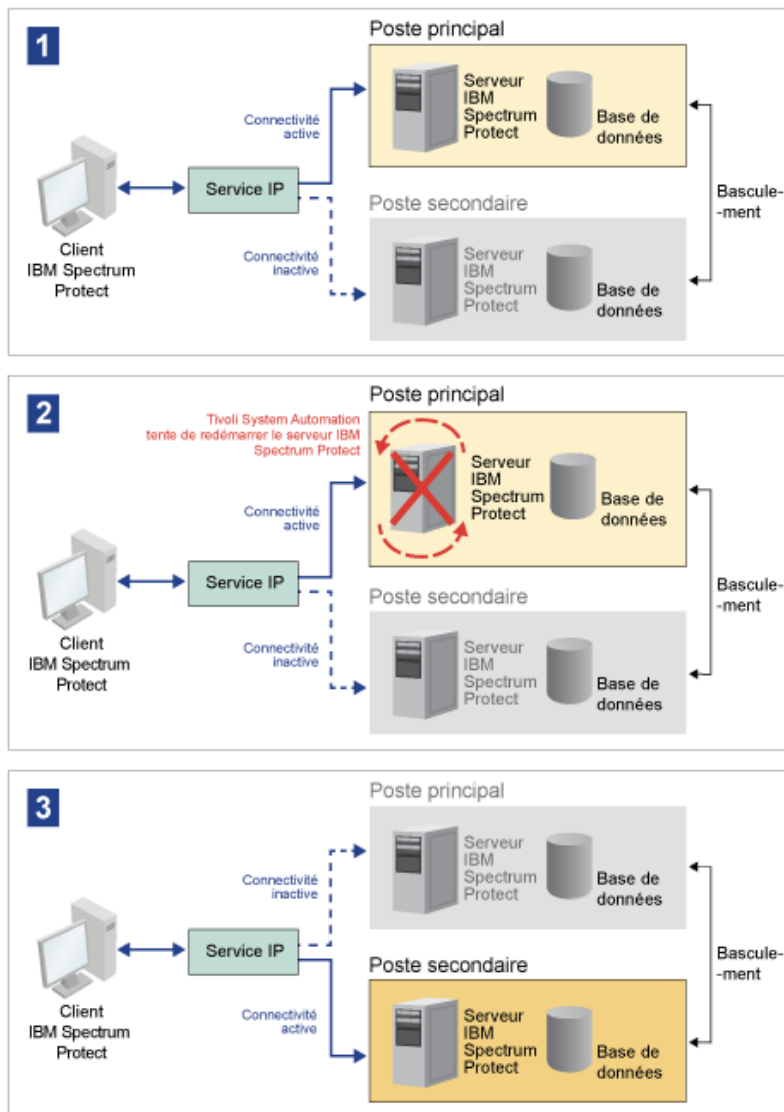 1
Poste principal
Serveur
IBM
Spectrum
Protect
Base de
données
Connectivité
active
Service IP
Client
IBM Spectrum
Protect
Bascule-
-ment
Poste secondaire
Connectivité
inactive
Serveur
IBM
Spectrum
Protect
Base de
données
2
Poste principal
Tivoli System Automation
tente de redémarrer le serveur IBM
Spectrum Protect
Serveur
IBM
Spectrum
Protect
Base de
données
Connectivité
active
Service IP
Client
IBM Spectrum
Protect
Bascule-
-ment
Poste secondaire
Connectivité
inactive
Serveur
IBM
Spectrum
Protect
Base de
données
3
Poste principal
Serveur
IBM
Spectrum
Protect
Base de
données
Connectivité
inactive
Service IP
Client
IBM Spectrum
Protect
Bascule-
-ment
Poste secondaire
Connectivité
active
Serveur
IBM
Spectrum
Protect
Base de
données